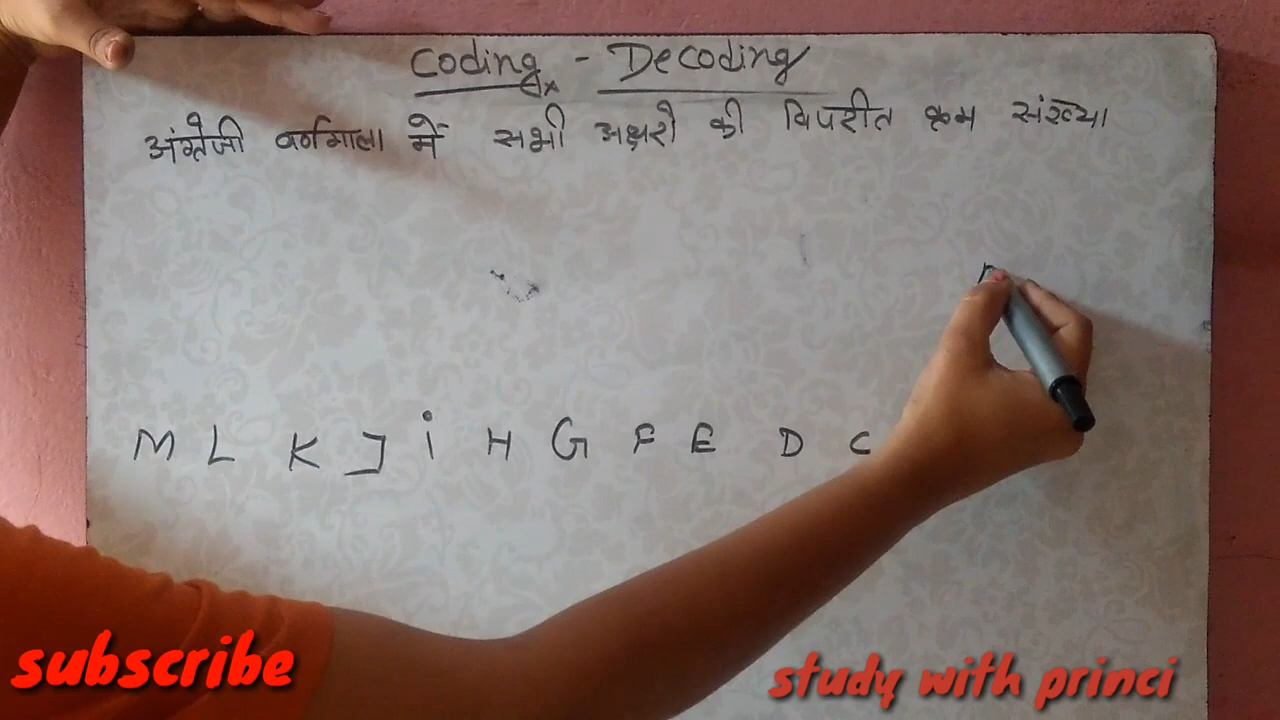 Coding - Decoding
अंग्रेजी वर्णमाला में सभी अक्षरो की विपरीत क्रम संख्या
M L K J i H G F E D C
subscribe
study with princi